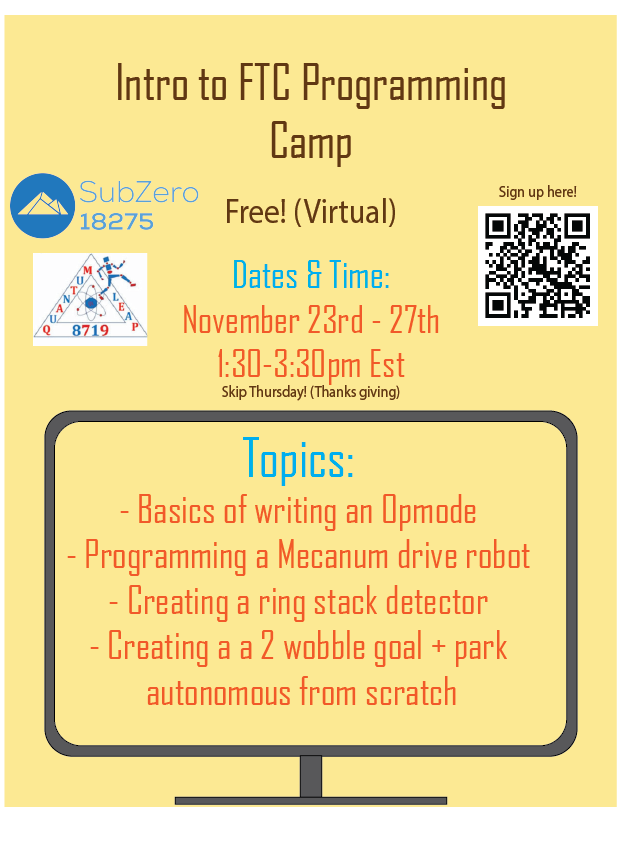 Intro to FTC Programming
Camp
SubZero
18275
Free! (Virtual)
Sign up here!
QUANTUM LEAP
8719
Dates & Time:
November 23rd - 27th
1:30-3:30pm Est
Skip Thursday! (Thanks giving)
Topics:
- Basics of writing an Opmode
- Programming a Mecanum drive robot
- Creating a ring stack detector
- Creating a a 2 wobble goal + park
autonomous from scratch